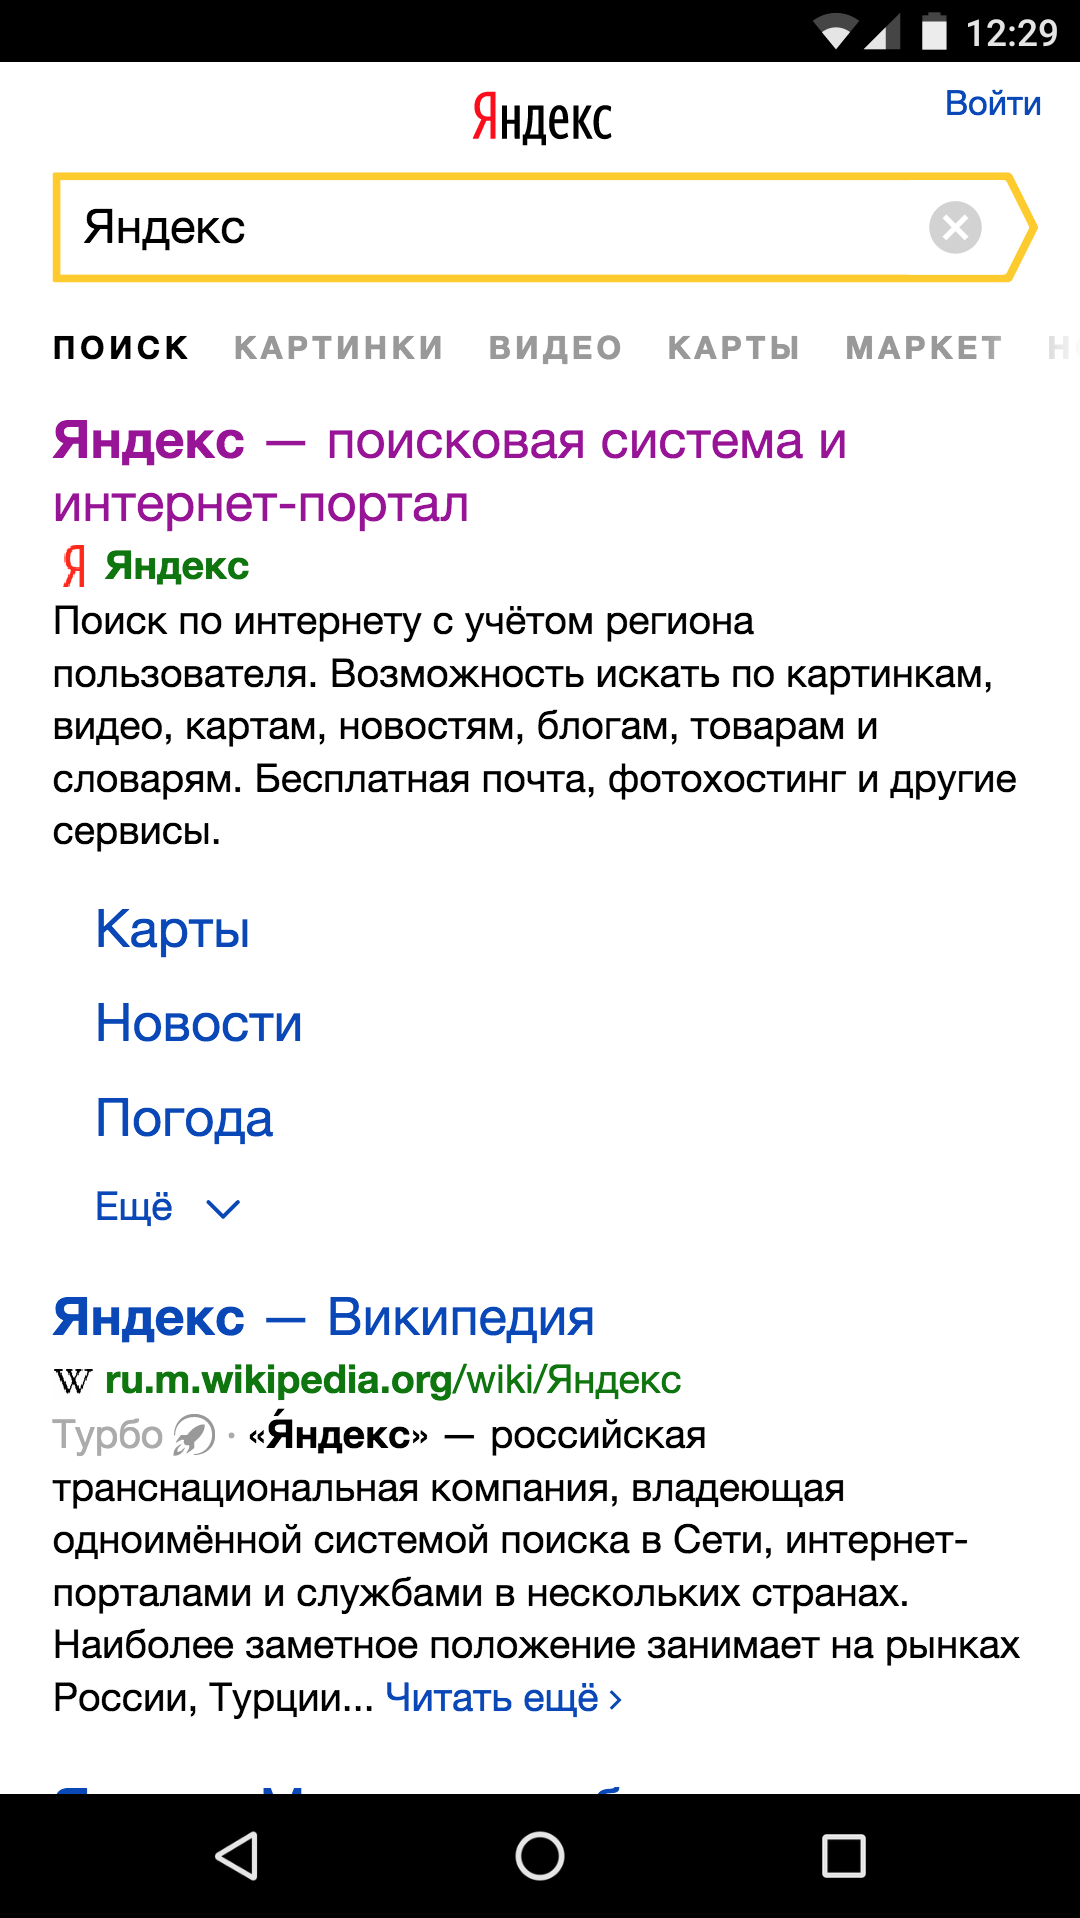 12:29
Яндекс
Войти
Яндекс
ПОИСК КАРТИНКИ ВИДЕО КАРТЫ МАРКЕТ
Яндекс — поисковая система и
интернет-портал
Я Яндекс
Поиск по интернету с учётом региона
пользователя. Возможность искать по картинкам,
видео, картам, новостям, блогам, товарам и
словарям. Бесплатная почта, фотохостинг и другие
сервисы.
Карты
Новости
Погода
Ещё
Яндекс — Википедия
W ru.m.wikipedia.org/wiki/Яндекс
Турбо · «Я́ндекс» — российская
транснациональная компания, владеющая
одноимённой системой поиска в Сети, интернет-
порталами и службами в нескольких странах.
Наиболее заметное положение занимает на рынках
России, Турции... Читать ещё ›